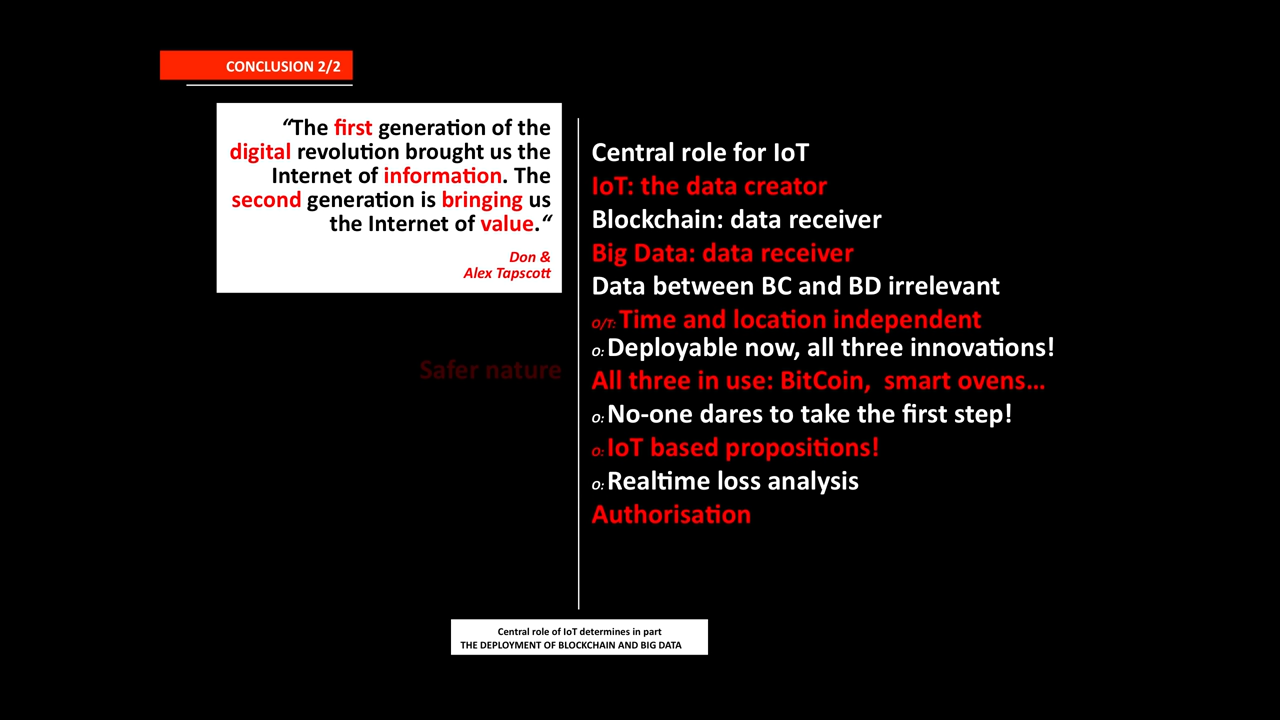 CONCLUSION 2/2
“The first generation of the
digital revolution brought us the
Internet of information. The
second generation is bringing us
the Internet of value.“
Don &
Alex Tapscott
Safer nature
Central role for IoT
IoT: the data creator
Blockchain: data receiver
Big Data: data receiver
Data between BC and BD irrelevant
O/T: Time and location independent
O: Deployable now, all three innovations!
All three in use: BitCoin,  smart ovens...
O: No-one dares to take the first step!
O: IoT based propositions!
O: Realtime loss analysis
Authorisation
Central role of IoT determines in part
THE DEPLOYMENT OF BLOCKCHAIN AND BIG DATA